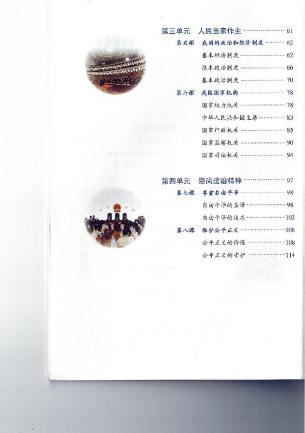 第三单元 人民当家作主 61
第五课 我国的政治和经济制度 62
基本经济制度 62
根本政治制度 66
基本政治制度 70
第六课 我国国家机构 78
国家权力机关 78
中华人民共和国主席 83
国家行政机关 85
国家监察机关 90
国家司法机关 94
第四单元 崇尚法治精神 97
第七课 尊重自由平等 98
自由平等的真谛 98
自由平等的追求 103
第八课 维护公平正义 108
公平正义的价值 108
公平正义的守护 114